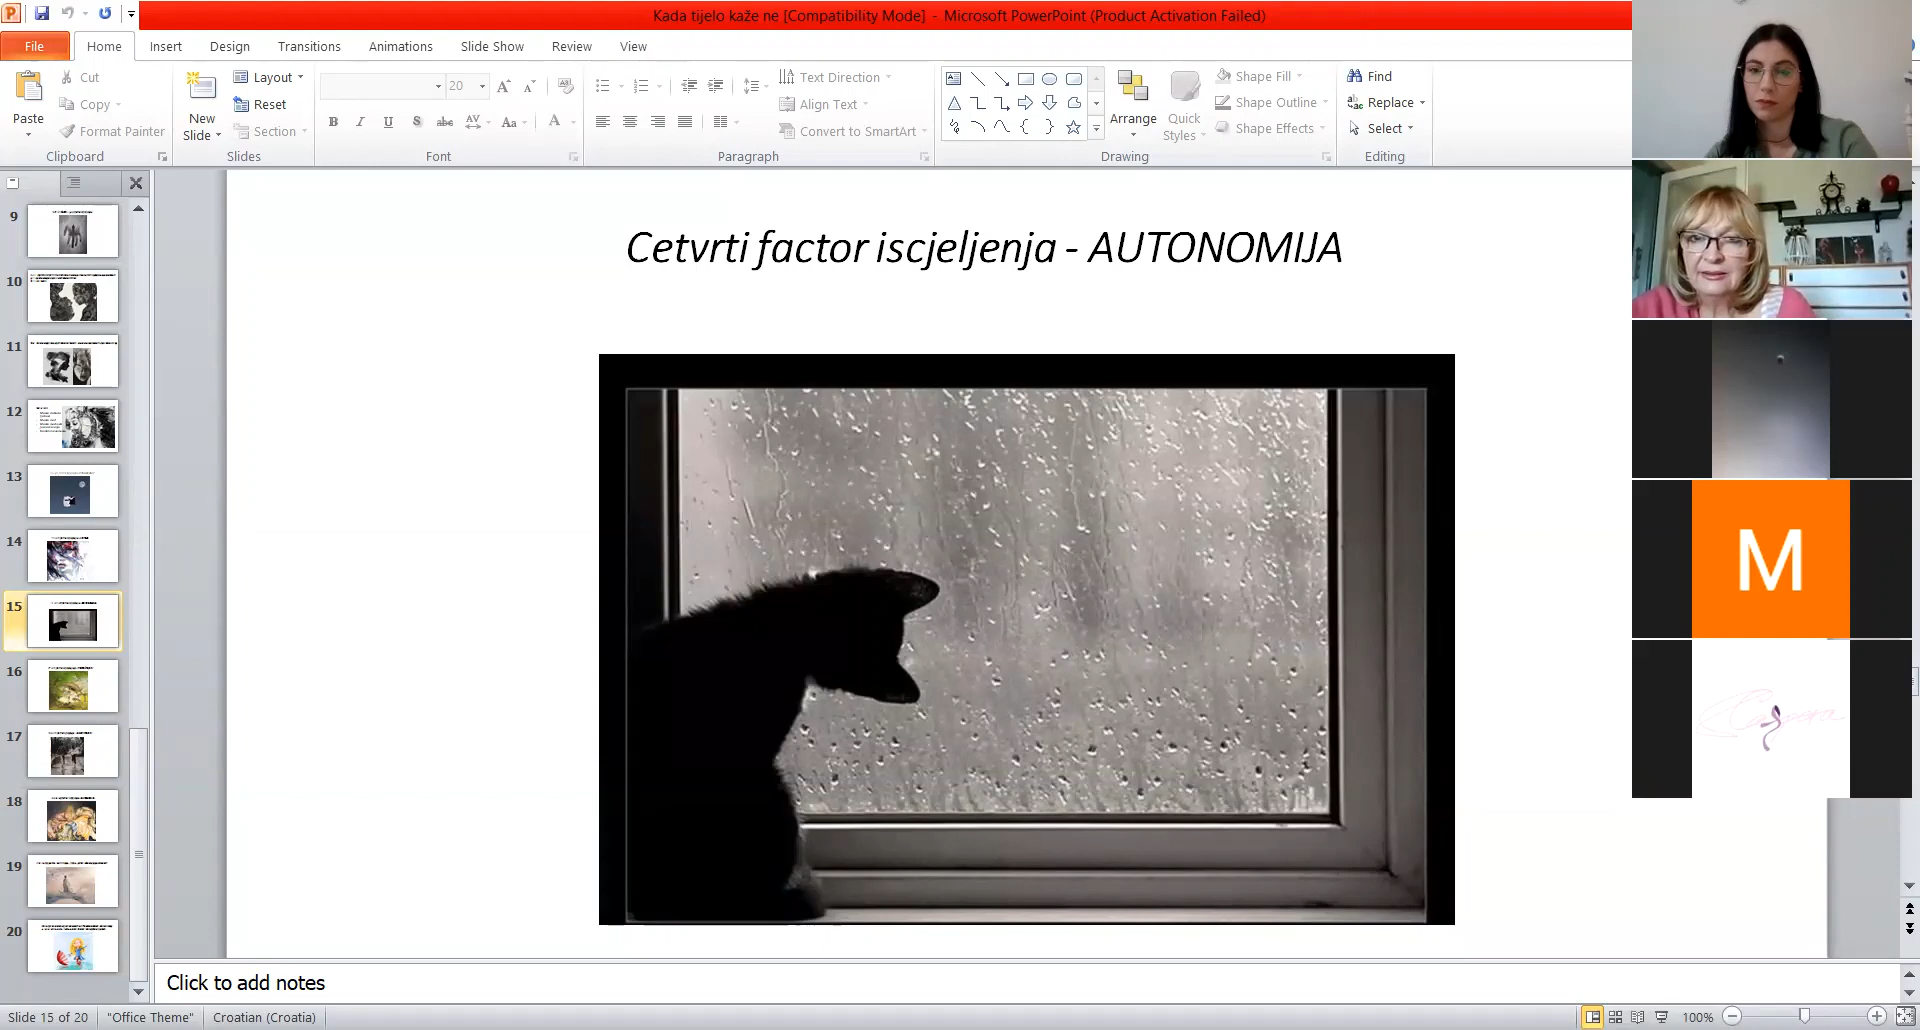 Kada tijelo kaže ne [Compatibility Mode] - Microsoft PowerPoint (Product Activation Failed)
File Home Insert Design Transitions Animations Slide Show Review View
Paste
Cut
Copy
Format Painter
Clipboard
New
Slide
Layout
Reset
Section
Slides
20
B I U S abc AV Aa A
Font
Text Direction
Align Text
Convert to SmartArt
Paragraph
Arrange
Quick
Styles
Shape Fill
Shape Outline
Shape Effects
Drawing
Find
Replace
Select
Editing
9
10
11
12
13
14
15
16
17
18
19
20
Cetvrti factor iscjeljenja - AUTONOMIJA
M
Click to add notes
Slide 15 of 20 "Office Theme" Croatian (Croatia) 100%